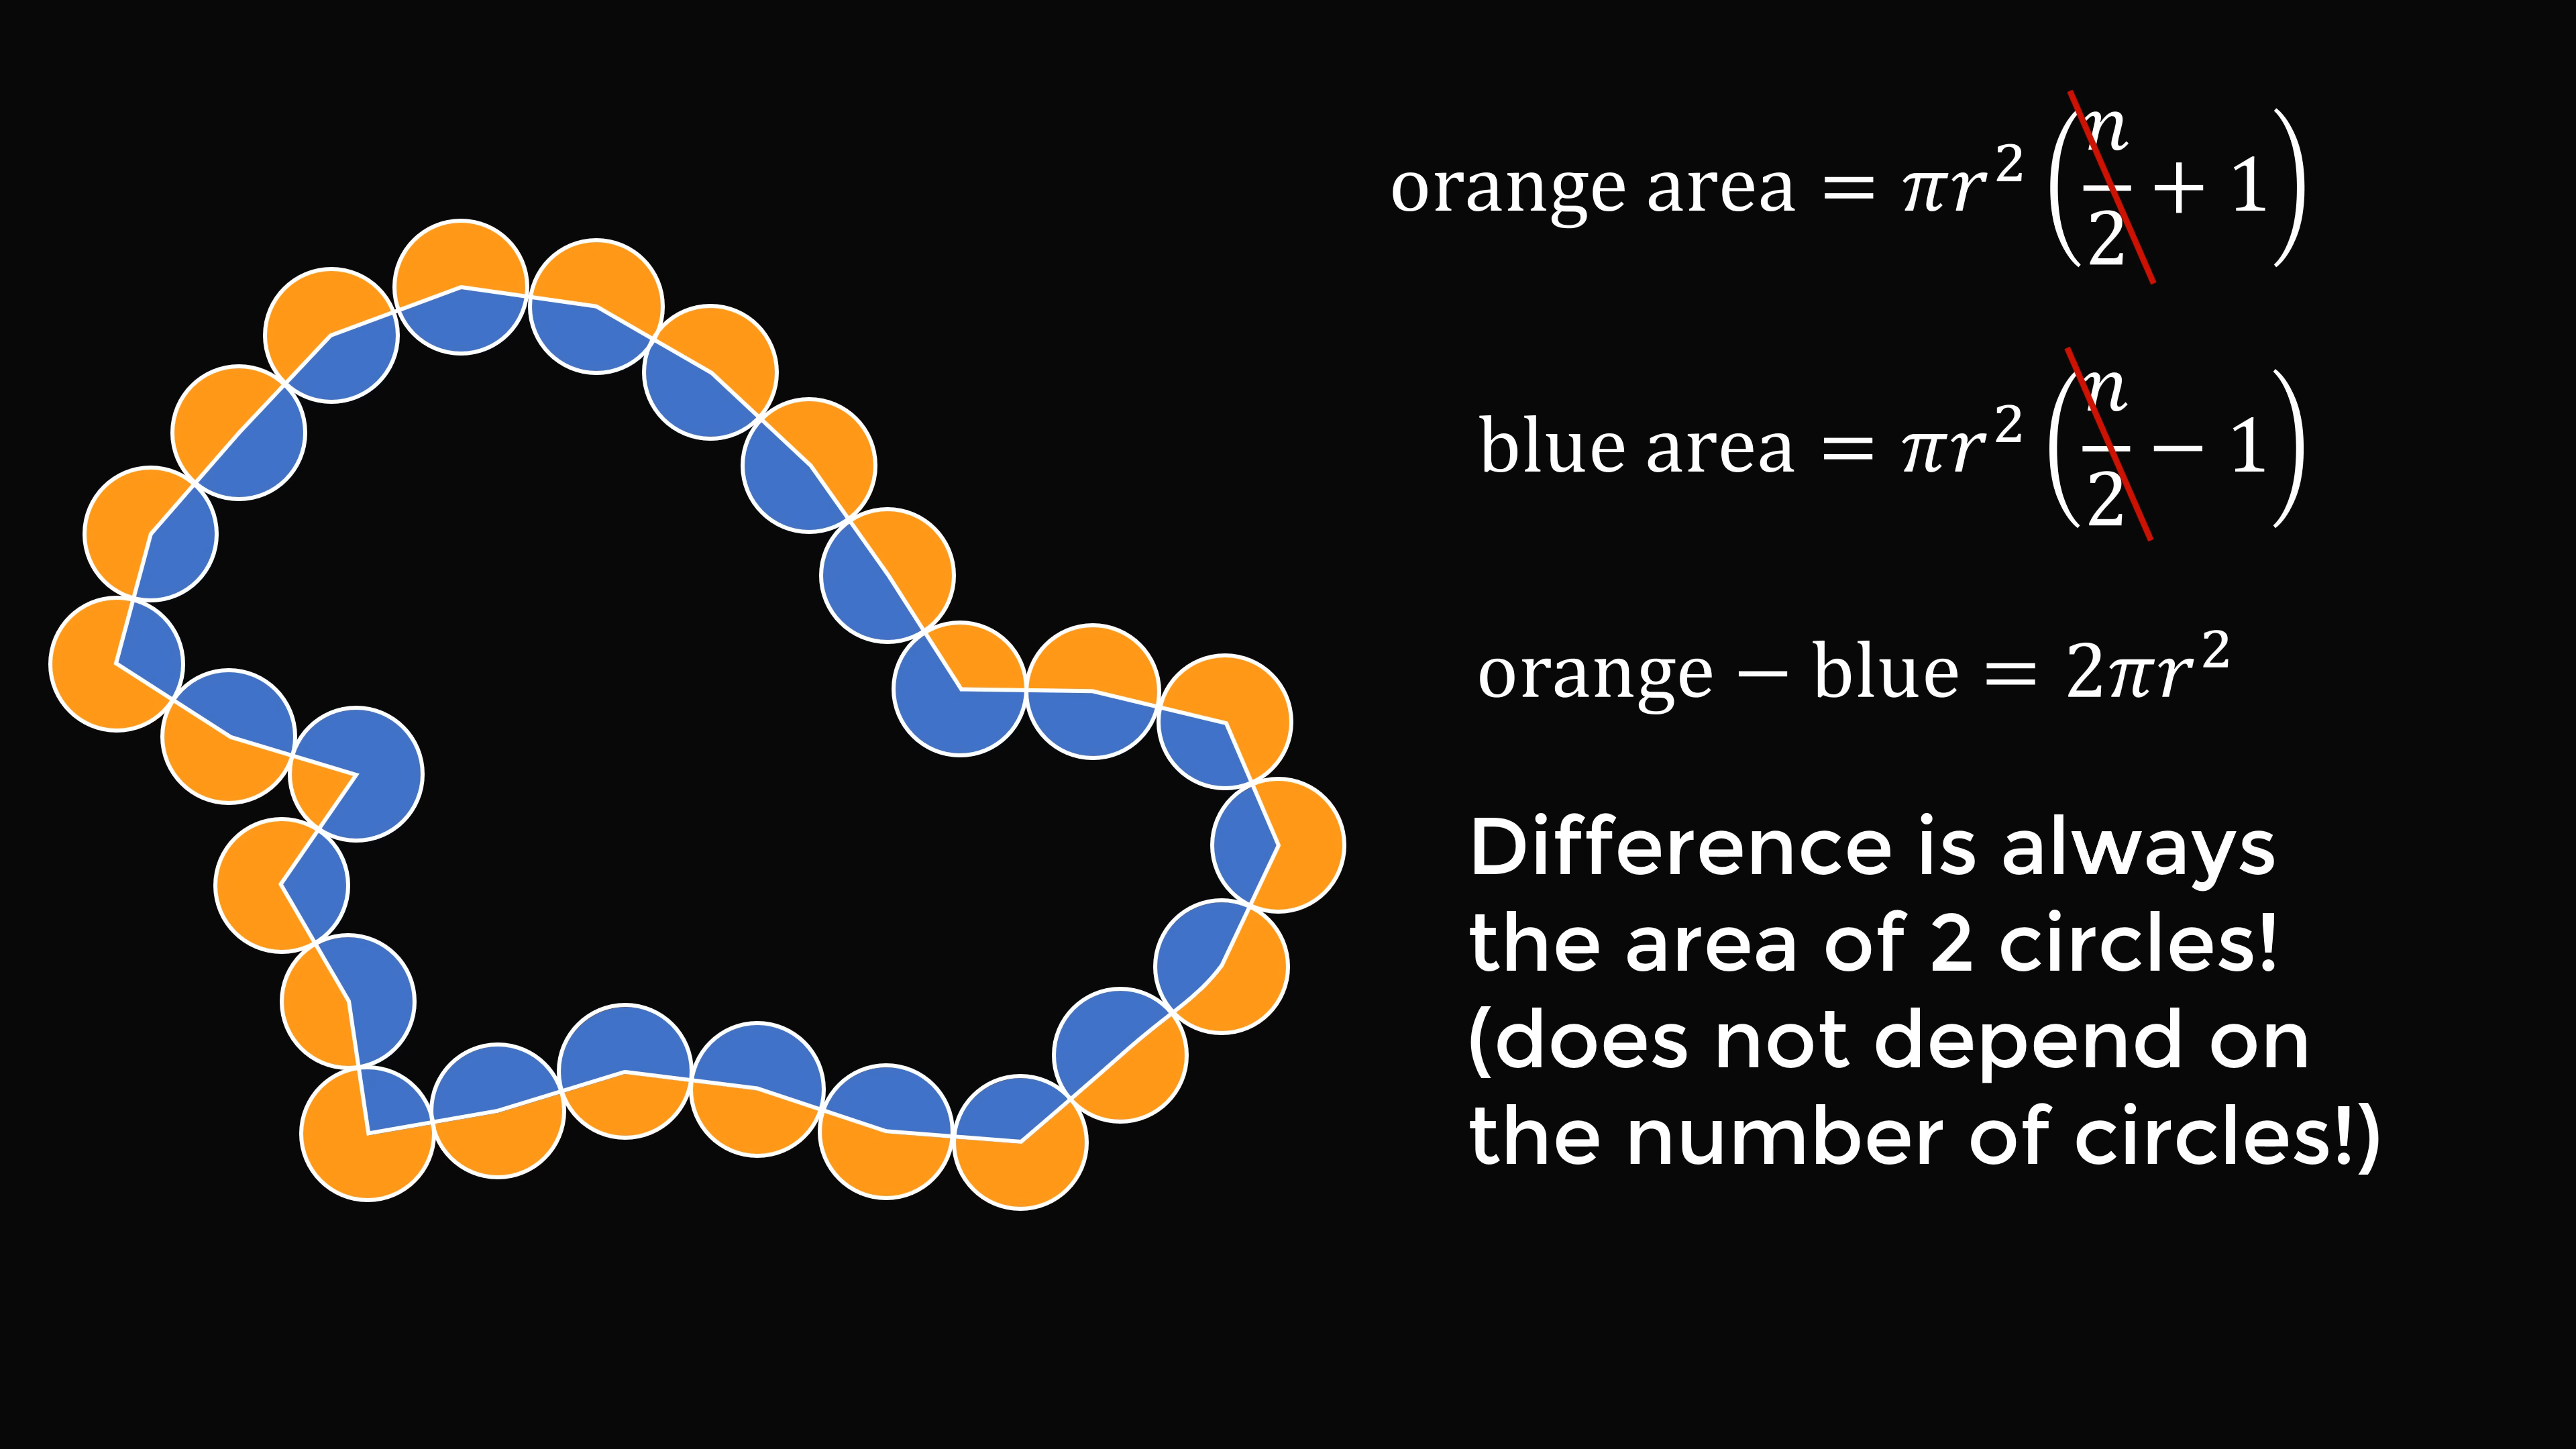 orange area = πr² (n/2 + 1)
blue area = πr² (n/2 − 1)
orange − blue = 2πr²
Difference is always
the area of 2 circles!
(does not depend on
the number of circles!)